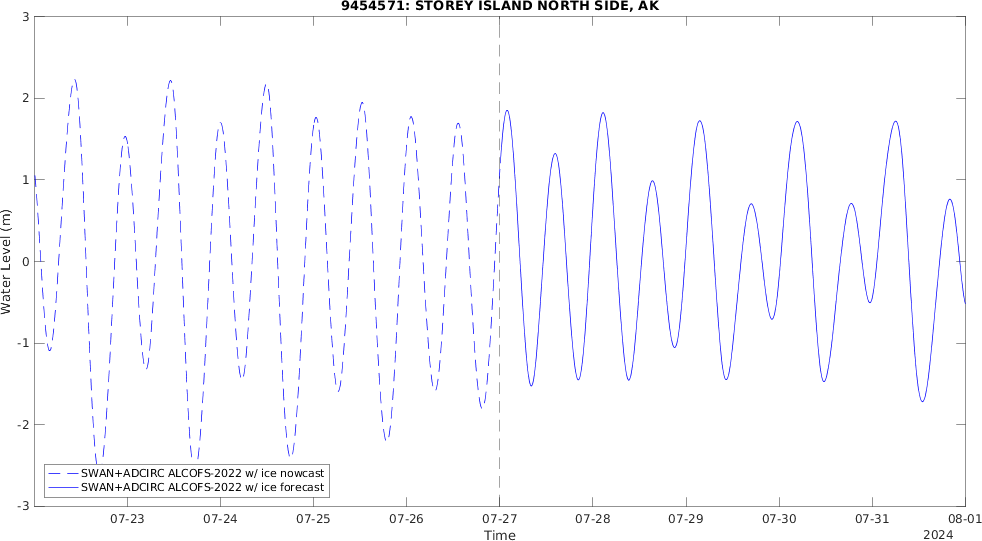 9454571: STOREY ISLAND NORTH SIDE, AK
3
2
1
0
-1
-2
-3
Water Level (m)
SWAN+ADCIRC ALCOFS-2022 w/ ice nowcast
SWAN+ADCIRC ALCOFS-2022 w/ ice forecast
07-23 07-24 07-25 07-26 07-27 07-28 07-29 07-30 07-31 08-01
Time
2024